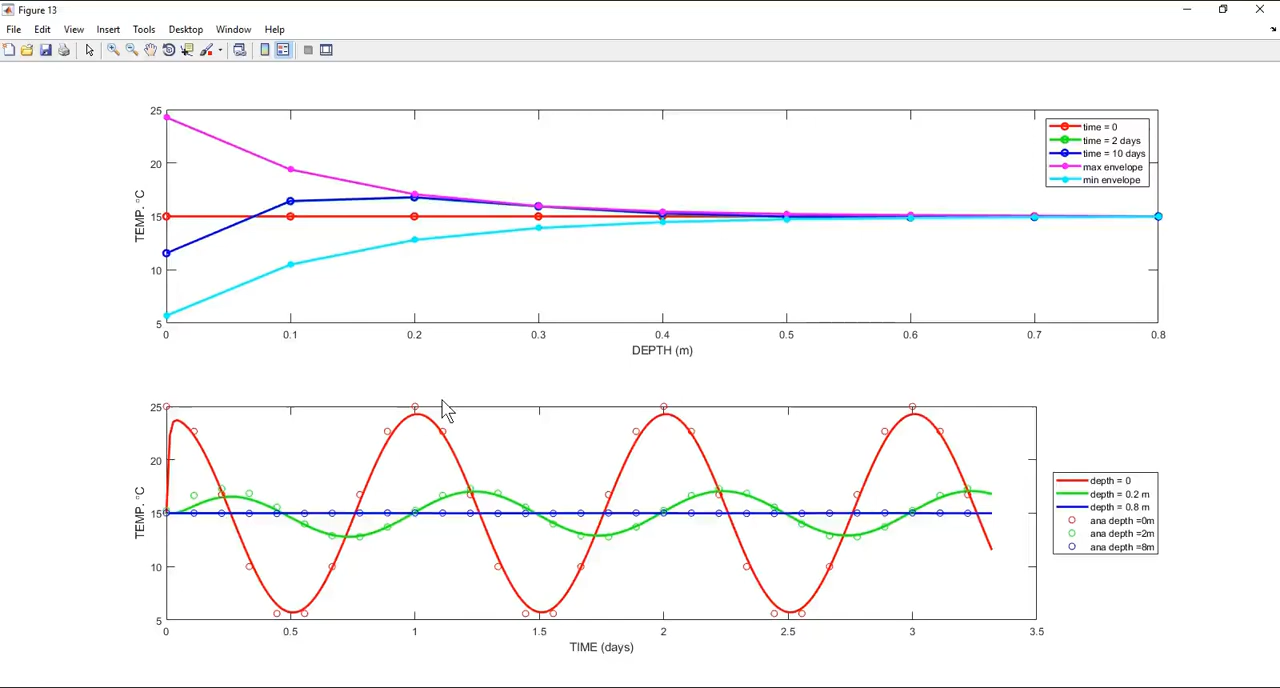 Figure 13
File Edit View Insert Tools Desktop Window Help
25
20
15
10
5
TEMP. °C
0 0.1 0.2 0.3 0.4 0.5 0.6 0.7 0.8
DEPTH (m)
time = 0
time = 2 days
time = 10 days
max envelope
min envelope
25
20
15
10
5
TEMP. °C
0 0.5 1 1.5 2 2.5 3 3.5
TIME (days)
depth = 0
depth = 0.2 m
depth = 0.8 m
ana depth =0m
ana depth =2m
ana depth =8m